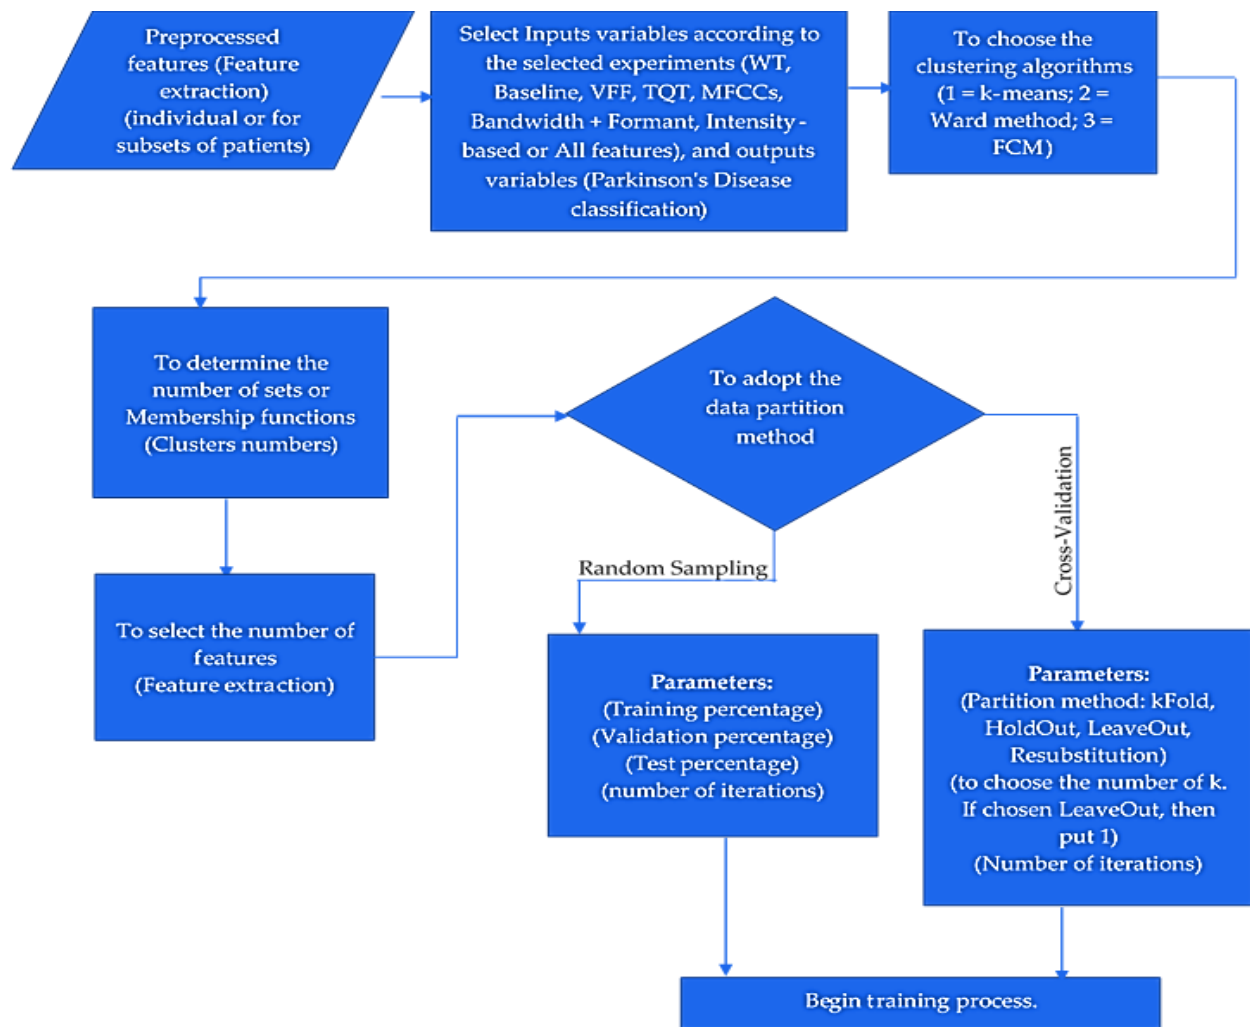 Preprocessed
features (Feature
extraction)
(individual or for
subsets of patients)
Select Inputs variables according to
the selected experiments (WT,
Baseline, VFF, TQT, MFCCs,
Bandwidth + Formant, Intensity -
based or All features), and outputs
variables (Parkinson's Disease
classification)
To choose the
clustering algorithms
(1 = k-means; 2 =
Ward method; 3 =
FCM)
To determine the
number of sets or
Membership functions
(Clusters numbers)
To select the number of
features
(Feature extraction)
To adopt the
data partition
method
Random Sampling
Cross-Validation
Parameters:
(Training percentage)
(Validation percentage)
(Test percentage)
(number of iterations)
Parameters:
(Partition method: kFold,
HoldOut, LeaveOut,
Resubstitution)
(to choose the number of k.
If chosen LeaveOut, then
put 1)
(Number of iterations)
Begin training process.